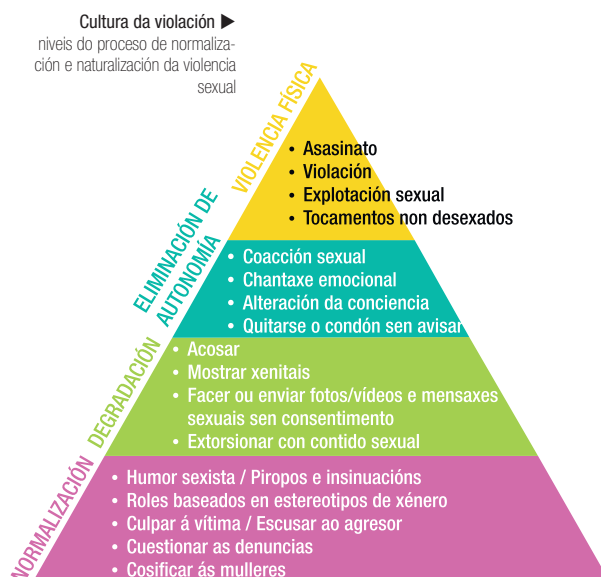 Cultura da violación ▶
niveis do proceso de normaliza-
ción e naturalización da violencia
sexual
VIOLENCIA FÍSICA
• Asasinato
• Violación
• Explotación sexual
• Tocamentos non desexados
ELIMINACIÓN DE
AUTONOMÍA
• Coacción sexual
• Chantaxe emocional
• Alteración da conciencia
• Quitarse o condón sen avisar
DEGRADACIÓN
• Acosar
• Mostrar xenitais
• Facer ou enviar fotos/vídeos e mensaxes
sexuais sen consentimento
• Extorsionar con contido sexual
NORMALIZACIÓN
• Humor sexista / Piropos e insinuacións
• Roles baseados en estereotipos de xénero
• Culpar á vítima / Escusar ao agresor
• Cuestionar as denuncias
• Cosificar ás mulleres